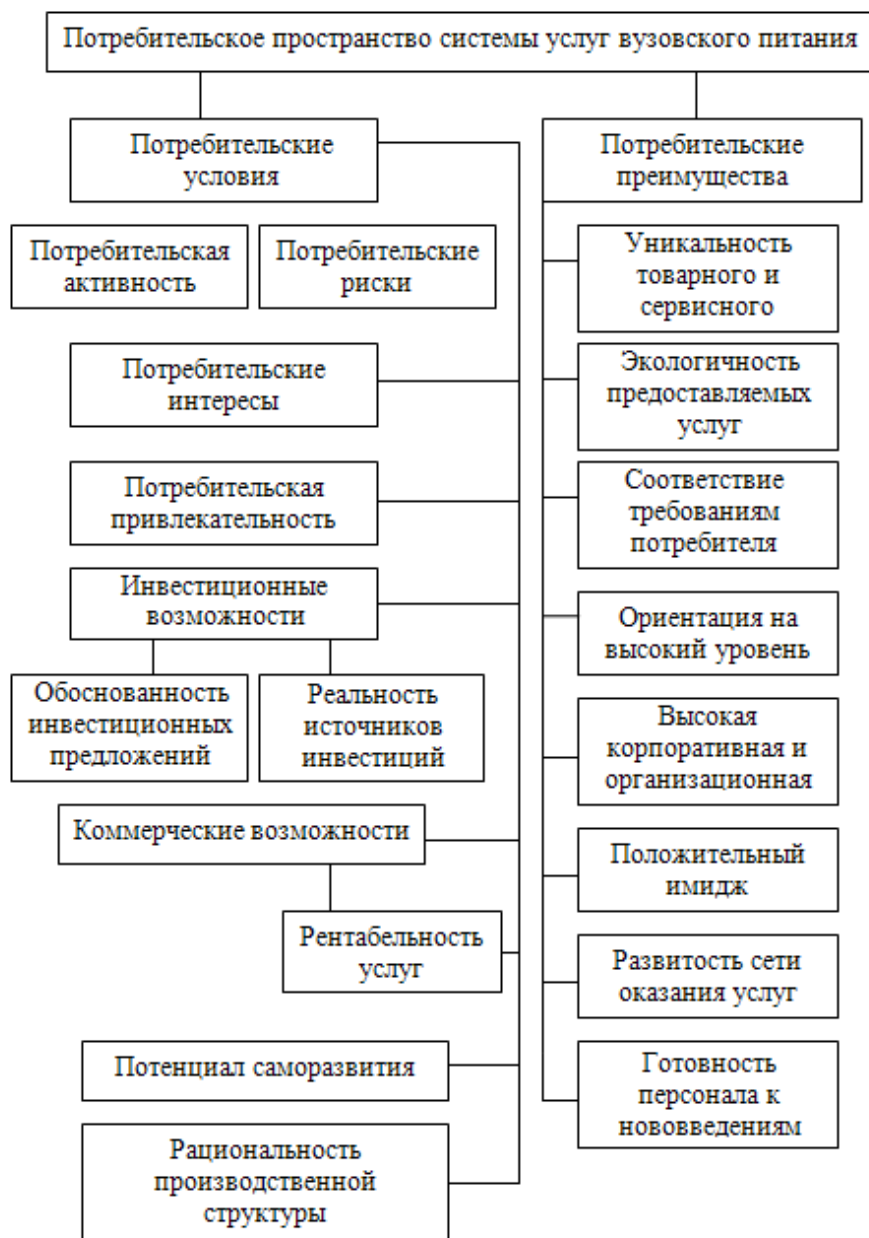 Потребительское пространство системы услуг вузовского питания
Потребительские
условия
Потребительская
активность
Потребительские
риски
Потребительские
интересы
Потребительская
привлекательность
Инвестиционные
возможности
Обоснованность
инвестиционных
предложений
Реальность
источников
инвестиций
Коммерческие возможности
Рентабельность
услуг
Потенциал саморазвития
Рациональность
производственной
структуры
Потребительские
преимущества
Уникальность
товарного и
сервисного
Экологичность
предоставляемых
услуг
Соответствие
требованиям
потребителя
Ориентация на
высокий уровень
Высокая
корпоративная и
организационная
Положительный
имидж
Развитость сети
оказания услуг
Готовность
персонала к
нововведениям